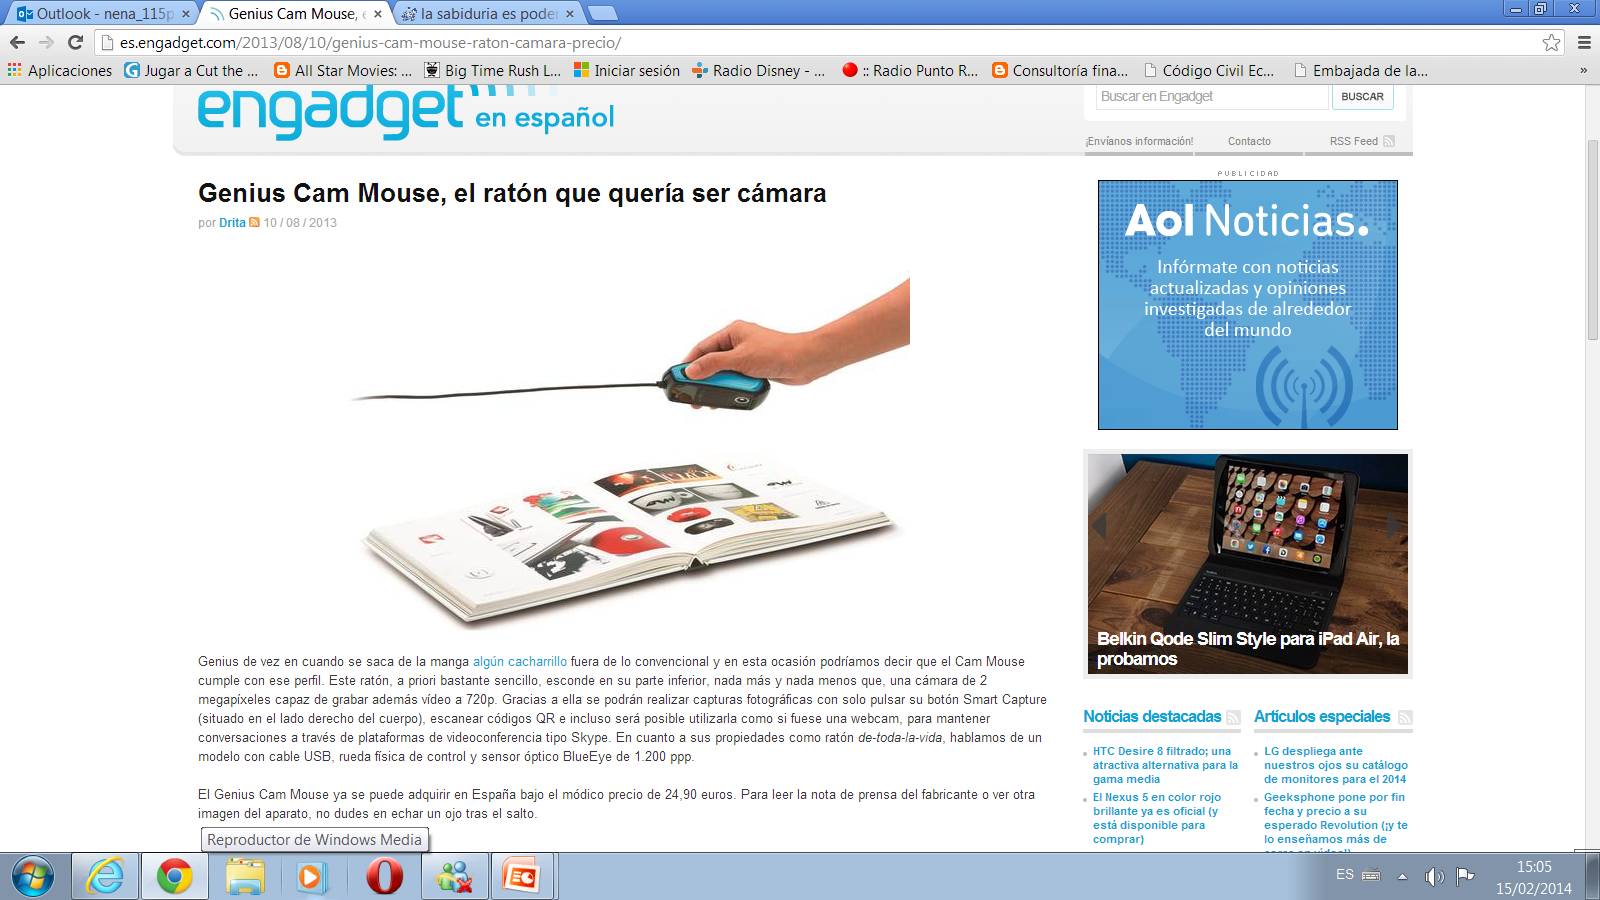 Outlook - nena_115p
Genius Cam Mouse, e
la sabiduria es poder
es.engadget.com/2013/08/10/genius-cam-mouse-raton-camara-precio/
Aplicaciones
Jugar a Cut the ...
All Star Movies: ...
Big Time Rush L...
Iniciar sesión
Radio Disney - ...
:: Radio Punto R...
Consultoría fina...
Código Civil Ec...
Embajada de la...
»
engadget en español
Buscar en Engadget
BUSCAR
¡Envíanos información!
Contacto
RSS Feed
Genius Cam Mouse, el ratón que quería ser cámara
por Drita 10 / 08 / 2013
Genius de vez en cuando se saca de la manga algún cacharrillo fuera de lo convencional y en esta ocasión podríamos decir que el Cam Mouse
cumple con ese perfil. Este ratón, a priori bastante sencillo, esconde en su parte inferior, nada más y nada menos que, una cámara de 2
megapíxeles capaz de grabar además vídeo a 720p. Gracias a ella se podrán realizar capturas fotográficas con solo pulsar su botón Smart Capture
(situado en el lado derecho del cuerpo), escanear códigos QR e incluso será posible utilizarla como si fuese una webcam, para mantener
conversaciones a través de plataformas de videoconferencia tipo Skype. En cuanto a sus propiedades como ratón de-toda-la-vida, hablamos de un
modelo con cable USB, rueda física de control y sensor óptico BlueEye de 1.200 ppp.
El Genius Cam Mouse ya se puede adquirir en España bajo el módico precio de 24,90 euros. Para leer la nota de prensa del fabricante o ver otra
imagen del aparato, no dudes en echar un ojo tras el salto.
PUBLICIDAD
Aol Noticias.
Infórmate con noticias
actualizadas y opiniones
investigadas de alrededor
del mundo
Belkin Qode Slim Style para iPad Air, la
probamos
Noticias destacadas
HTC Desire 8 filtrado; una
atractiva alternativa para la
gama media
El Nexus 5 en color rojo
brillante ya es oficial (y
está disponible para
comprar)
Artículos especiales
LG despliega ante
nuestros ojos su catálogo
de monitores para el 2014
Geeksphone pone por fin
fecha y precio a su
esperado Revolution (¡y te
lo enseñamos más de
Reproductor de Windows Media
ES
15:05
15/02/2014